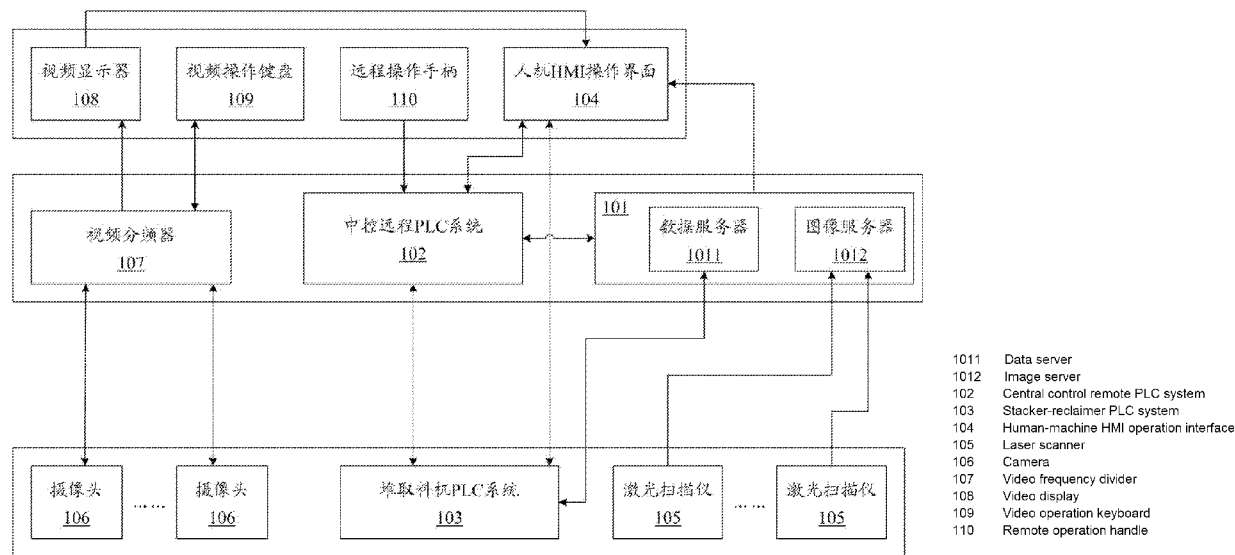 视频显示器
108
视频操作键盘
109
远程操作手柄
110
人机HMI操作界面
104
视频分频器
107
中控远程PLC系统
102
101
数据服务器
1011
图像服务器
1012
摄像头
106
... ...
摄像头
106
堆取料机PLC系统
103
激光扫描仪
105
... ...
激光扫描仪
105
1011 Data server
1012 Image server
102 Central control remote PLC system
103 Stacker-reclaimer PLC system
104 Human-machine HMI operation interface
105 Laser scanner
106 Camera
107 Video frequency divider
108 Video display
109 Video operation keyboard
110 Remote operation handle